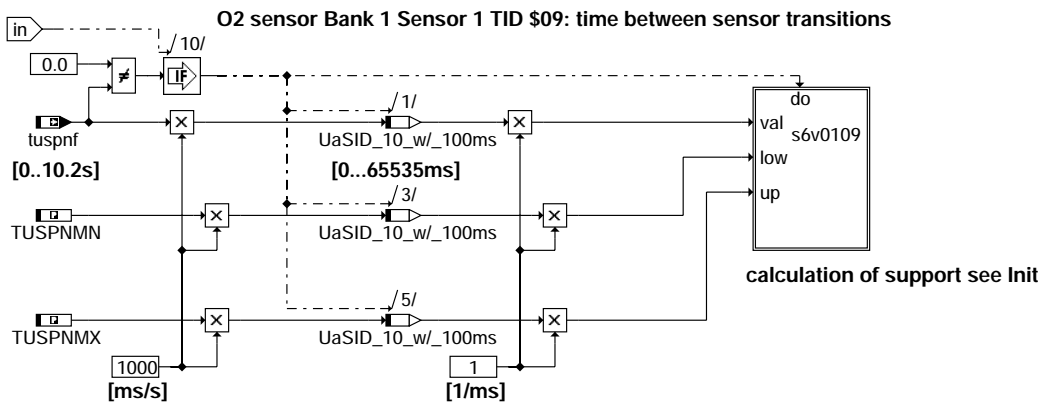 O2 sensor Bank 1 Sensor 1 TID $09: time between sensor transitions
in
/10/
0.0
≠
IF
do
/1/
tuspnf
UaSID_10_w/_100ms
val
s6v0109
[0..10.2s]
[0...65535ms]
low
/3/
up
TUSPNMN
UaSID_10_w/_100ms
calculation of support see Init
/5/
TUSPNMX
UaSID_10_w/_100ms
1000
1
[ms/s]
[1/ms]